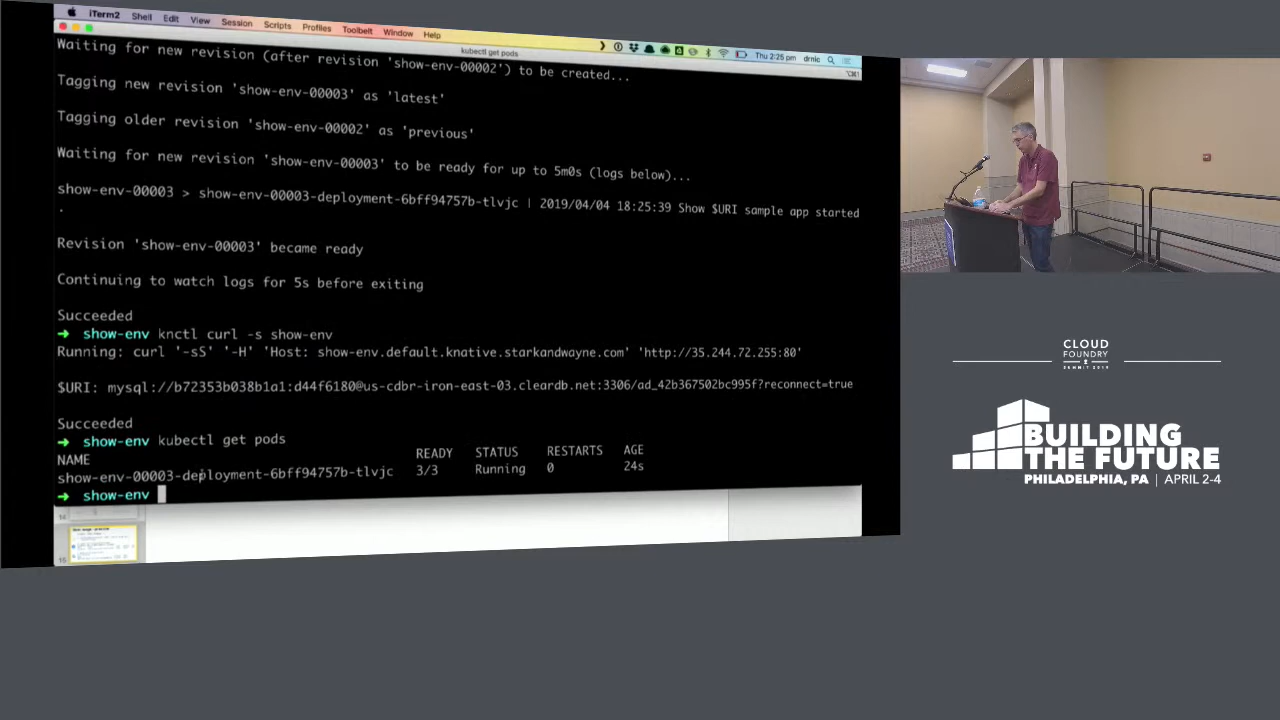 iTerm2 Shell Edit View Session Scripts Profiles Toolbelt Window Help
Thu 2:25 pm drnic
kubectl get pods
Waiting for new revision (after revision 'show-env-00002') to be created...
Tagging new revision 'show-env-00003' as 'latest'
Tagging older revision 'show-env-00002' as 'previous'
Waiting for new revision 'show-env-00003' to be ready for up to 5m0s (logs below)...
show-env-00003 > show-env-00003-deployment-6bff94757b-tlvjc | 2019/04/04 18:25:39 Show $URI sample app started
.
Revision 'show-env-00003' became ready
Continuing to watch logs for 5s before exiting
Succeeded
➜ show-env knctl curl -s show-env
Running: curl '-sS' '-H' 'Host: show-env.default.knative.starkandwayne.com' 'http://35.244.72.255:80'
$URI: mysql://b72353b038b1a1:d44f6180@us-cdbr-iron-east-03.cleardb.net:3306/ad_42b367502bc995f?reconnect=true
Succeeded
➜ show-env kubectl get pods
NAME READY STATUS RESTARTS AGE
show-env-00003-deployment-6bff94757b-tlvjc 3/3 Running 0 24s
➜ show-env
14
15
CLOUD
FOUNDRY
SUMMIT 2019
BUILDING
THE FUTURE
PHILADELPHIA, PA | APRIL 2-4